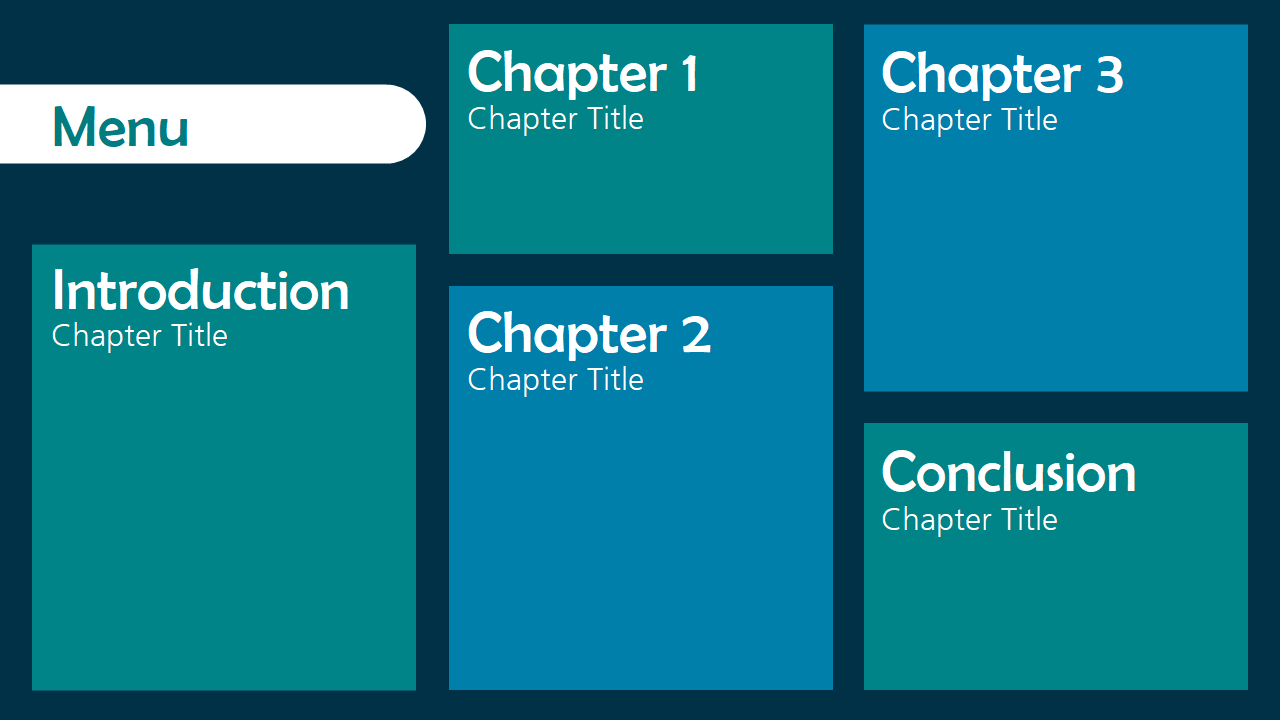 Menu
Introduction
Chapter Title
Chapter 1
Chapter Title
Chapter 2
Chapter Title
Chapter 3
Chapter Title
Conclusion
Chapter Title